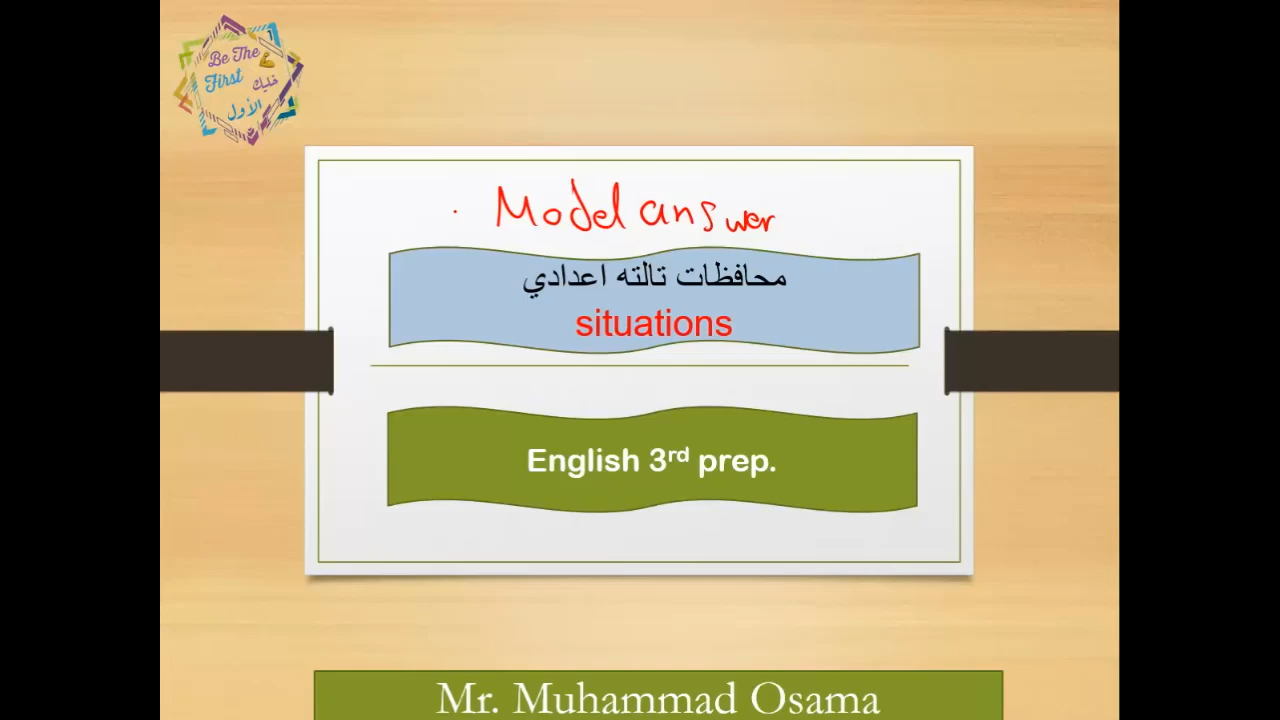 Be The
First
خليك
الأول
Model answer
محافظات تالته اعدادي
situations
English 3rd prep.
Mr. Muhammad Osama